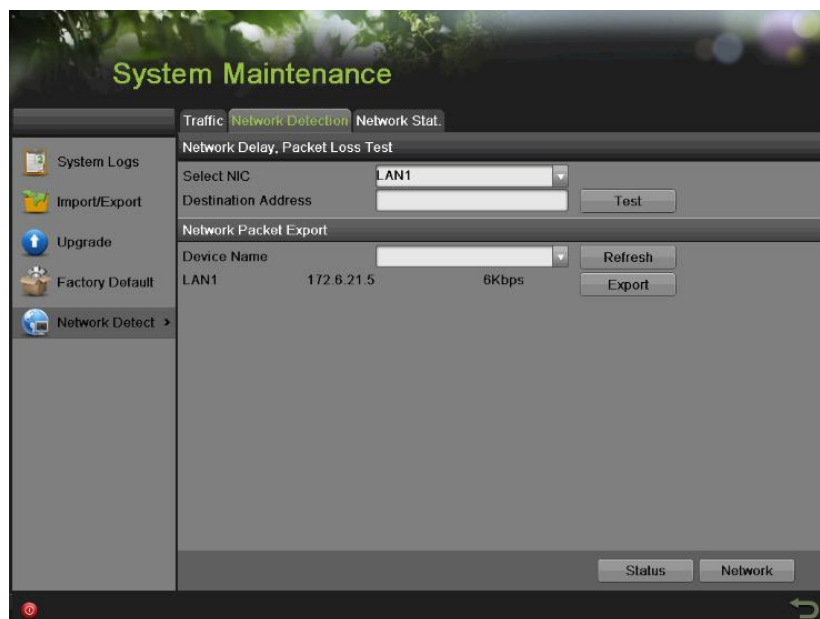 System Maintenance
Traffic Network Detection Network Stat.
System Logs
Import/Export
Upgrade
Factory Default
Network Detect >
Network Delay, Packet Loss Test
Select NIC LAN1
Destination Address Test
Network Packet Export
Device Name Refresh
LAN1 172.6.21.5 6Kbps Export
Status Network